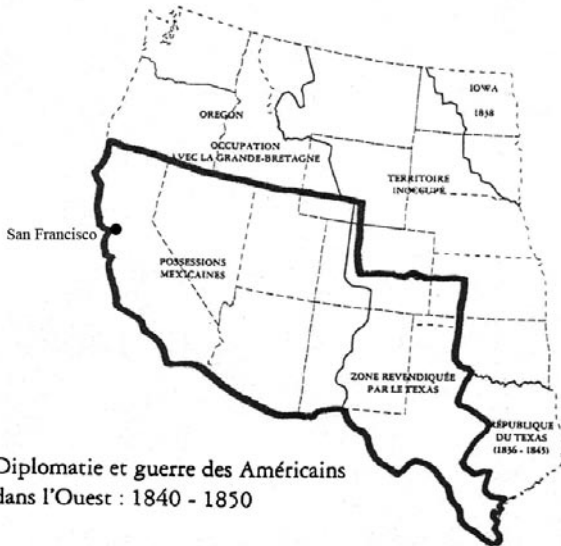 IOWA
1838
OREGON
OCCUPATION
AVEC LA GRANDE-BRETAGNE
TERRITOIRE
INOCCUPÉ
San Francisco
POSSESSIONS
MEXICAINES
ZONE REVENDIQUÉE
PAR LE TEXAS
RÉPUBLIQUE
DU TEXAS
(1836 - 1845)
Diplomatie et guerre des Américains
dans l'Ouest : 1840 - 1850